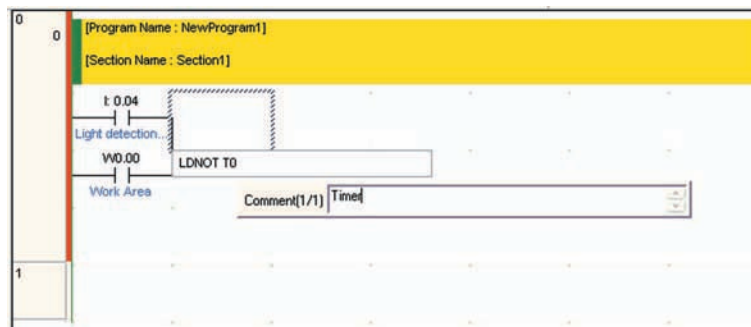 0
0
[Program Name : NewProgram1]
[Section Name : Section1]
I: 0.04
Light detection...
W0.00
Work Area
LDNOT T0
Comment(1/1) Timer
1